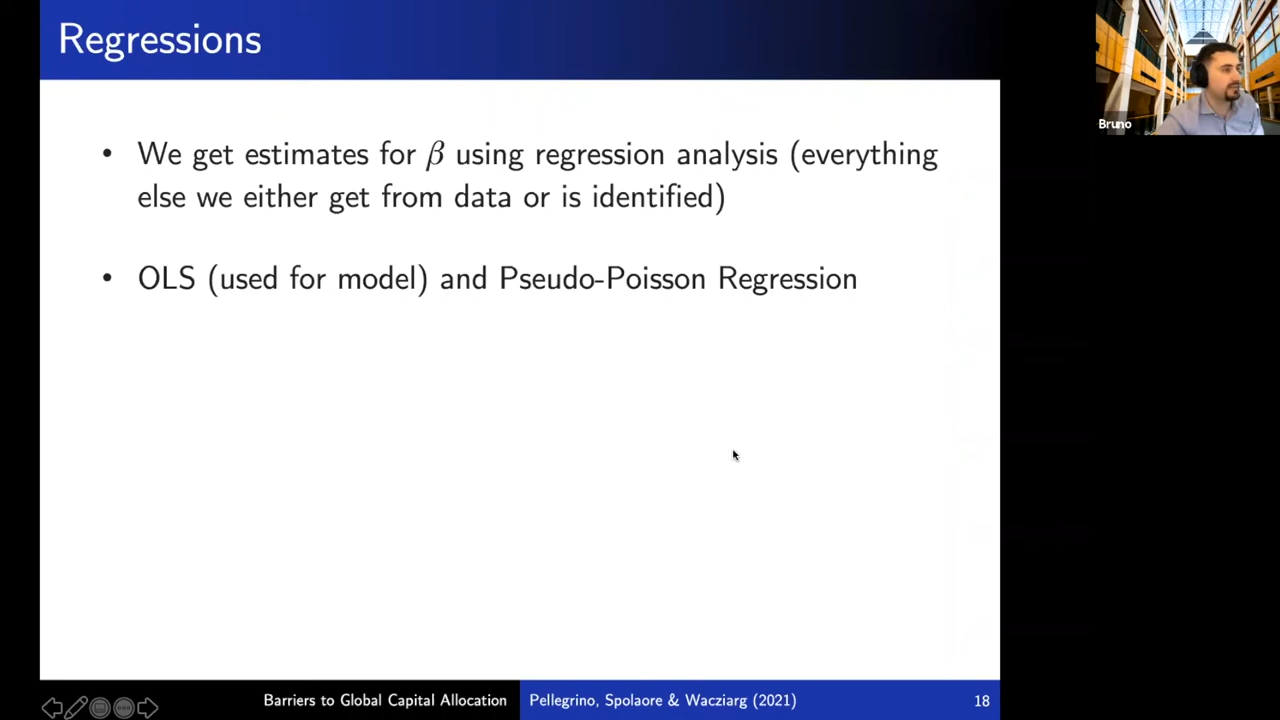 Regressions
Bruno
• We get estimates for β using regression analysis (everything
else we either get from data or is identified)
• OLS (used for model) and Pseudo-Poisson Regression
Barriers to Global Capital Allocation
Pellegrino, Spolaore & Wacziarg (2021)
18